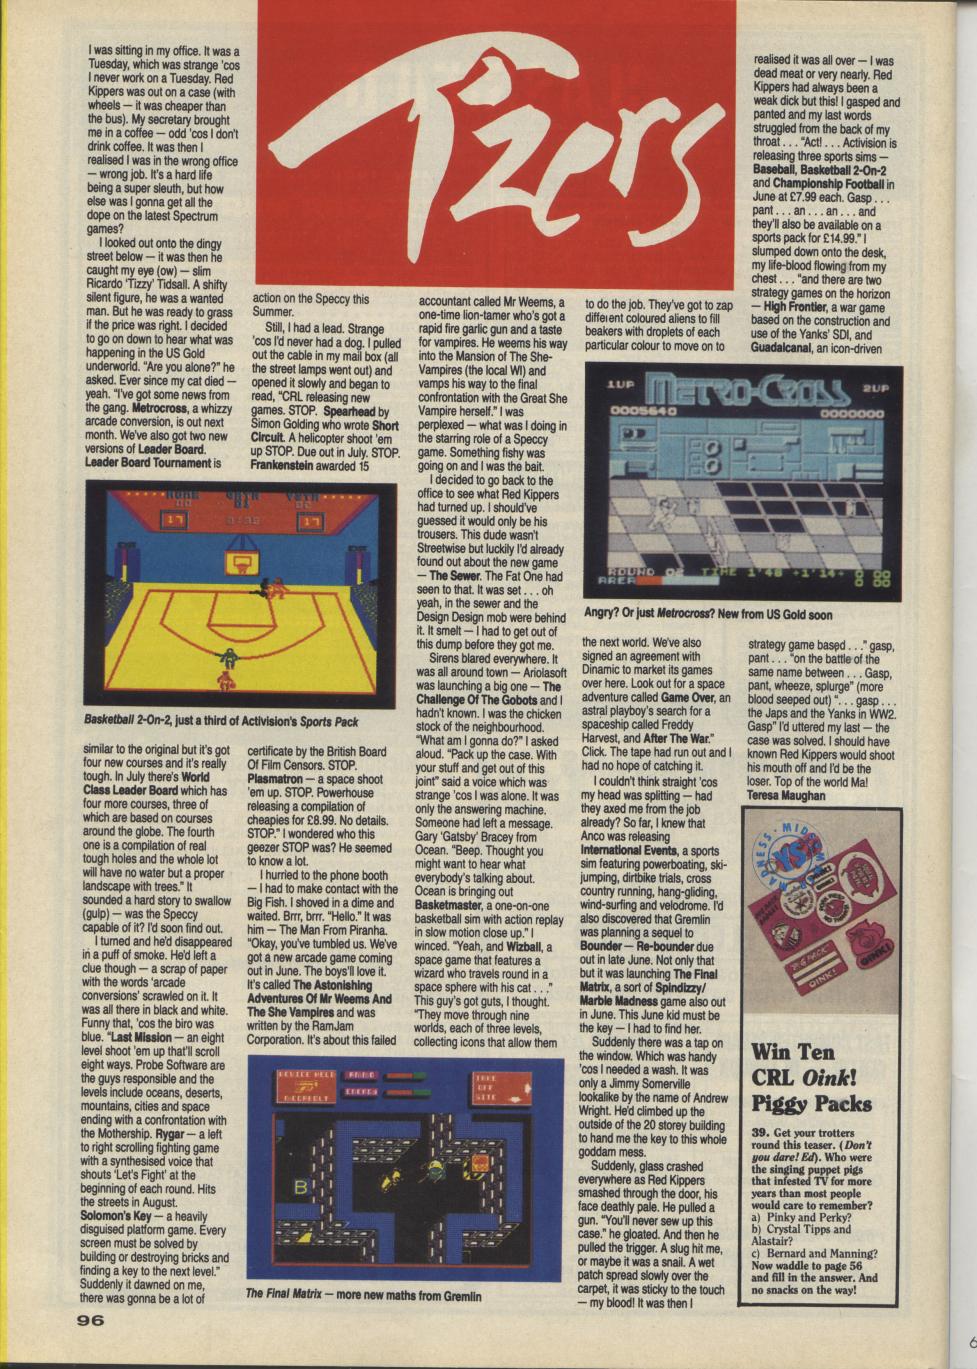 I was sitting in my office. It was a
Tuesday, which was strange 'cos
I never work on a Tuesday. Red
Kippers was out on a case (with
wheels — it was cheaper than
the bus). My secretary brought
me in a coffee — odd 'cos I don't
drink coffee. It was then I
realised I was in the wrong office
— wrong job. It's a hard life
being a super sleuth, but how
else was I gonna get all the
dope on the latest Spectrum
games?
I looked out onto the dingy
street below — it was then he
caught my eye (ow) — slim
Ricardo 'Tizzy' Tidsall. A shifty
silent figure, he was a wanted
man. But he was ready to grass
if the price was right. I decided
to go on down to hear what was
happening in the US Gold
underworld. "Are you alone?" he
asked. Ever since my cat died —
yeah. "I've got some news from
the gang. Metrocross, a whizzy
arcade conversion, is out next
month. We've also got two new
versions of Leader Board.
Leader Board Tournament is
Basketball 2-On-2, just a third of Activision's Sports Pack
similar to the original but it's got
four new courses and it's really
tough. In July there's World
Class Leader Board which has
four more courses, three of
which are based on courses
around the globe. The fourth
one is a compilation of real
tough holes and the whole lot
will have no water but a proper
landscape with trees." It
sounded a hard story to swallow
(gulp) — was the Speccy
capable of it? I'd soon find out.
I turned and he'd disappeared
in a puff of smoke. He'd left a
clue though — a scrap of paper
with the words 'arcade
conversions' scrawled on it. It
was all there in black and white.
Funny that, 'cos the biro was
blue. "Last Mission — an eight
level shoot 'em up that'll scroll
eight ways. Probe Software are
the guys responsible and the
levels include oceans, deserts,
mountains, cities and space
ending with a confrontation with
the Mothership. Rygar — a left
to right scrolling fighting game
with a synthesised voice that
shouts 'Let's Fight' at the
beginning of each round. Hits
the streets in August.
Solomon's Key — a heavily
disguised platform game. Every
screen must be solved by
building or destroying bricks and
finding a key to the next level."
Suddenly it dawned on me,
there was gonna be a lot of
96
Tizers
action on the Speccy this
Summer.
Still, I had a lead. Strange
'cos I'd never had a dog. I pulled
out the cable in my mail box (all
the street lamps went out) and
opened it slowly and began to
read, "CRL releasing new
games. STOP. Spearhead by
Simon Golding who wrote Short
Circuit. A helicopter shoot 'em
up STOP. Due out in July. STOP.
Frankenstein awarded 15
certificate by the British Board
Of Film Censors. STOP.
Plasmatron — a space shoot
'em up. STOP. Powerhouse
releasing a compilation of
cheapies for £8.99. No details.
STOP." I wondered who this
geezer STOP was? He seemed
to know a lot.
I hurried to the phone booth
— I had to make contact with the
Big Fish. I shoved in a dime and
waited. Brrr, brrr. "Hello." It was
him — The Man From Piranha.
"Okay, you've tumbled us. We've
got a new arcade game coming
out in June. The boys'll love it.
It's called The Astonishing
Adventures Of Mr Weems And
The She Vampires and was
written by the RamJam
Corporation. It's about this failed
AMMO
ENERGY
TAKE
OFF
SITE
B
The Final Matrix — more new maths from Gremlin
accountant called Mr Weems, a
one-time lion-tamer who's got a
rapid fire garlic gun and a taste
for vampires. He weems his way
into the Mansion of The She-
Vampires (the local WI) and
vamps his way to the final
confrontation with the Great She
Vampire herself." I was
perplexed — what was I doing in
the starring role of a Speccy
game. Something fishy was
going on and I was the bait.
I decided to go back to the
office to see what Red Kippers
had turned up. I should've
guessed it would only be his
trousers. This dude wasn't
Streetwise but luckily I'd already
found out about the new game
— The Sewer. The Fat One had
seen to that. It was set . . . oh
yeah, in the sewer and the
Design Design mob were behind
it. It smelt — I had to get out of
this dump before they got me.
Sirens blared everywhere. It
was all around town — Ariolasoft
was launching a big one — The
Challenge Of The Gobots and I
hadn't known. I was the chicken
stock of the neighbourhood.
"What am I gonna do?" I asked
aloud. "Pack up the case. With
your stuff and get out of this
joint" said a voice which was
strange 'cos I was alone. It was
only the answering machine.
Someone had left a message.
Gary 'Gatsby' Bracey from
Ocean. "Beep. Thought you
might want to hear what
everybody's talking about.
Ocean is bringing out
Basketmaster, a one-on-one
basketball sim with action replay
in slow motion close up." I
winced. "Yeah, and Wizball, a
space game that features a
wizard who travels round in a
space sphere with his cat . . ."
This guy's got guts, I thought.
"They move through nine
worlds, each of three levels,
collecting icons that allow them
to do the job. They've got to zap
different coloured aliens to fill
beakers with droplets of each
particular colour to move on to
1UP METRO-CROSS 2UP
0005640 0000000
ROUND 02 TIME 1'48 +1'14+ 0 00
AREA 0 00
Angry? Or just Metrocross? New from US Gold soon
the next world. We've also
signed an agreement with
Dinamic to market its games
over here. Look out for a space
adventure called Game Over, an
astral playboy's search for a
spaceship called Freddy
Harvest, and After The War."
Click. The tape had run out and I
had no hope of catching it.
I couldn't think straight 'cos
my head was splitting — had
they axed me from the job
already? So far, I knew that
Anco was releasing
International Events, a sports
sim featuring powerboating, ski-
jumping, dirtbike trials, cross
country running, hang-gliding,
wind-surfing and velodrome. I'd
also discovered that Gremlin
was planning a sequel to
Bounder — Re-bounder due
out in late June. Not only that
but it was launching The Final
Matrix, a sort of Spindizzy/
Marble Madness game also out
in June. This June kid must be
the key — I had to find her.
Suddenly there was a tap on
the window. Which was handy
'cos I needed a wash. It was
only a Jimmy Somerville
lookalike by the name of Andrew
Wright. He'd climbed up the
outside of the 20 storey building
to hand me the key to this whole
goddam mess.
Suddenly, glass crashed
everywhere as Red Kippers
smashed through the door, his
face deathly pale. He pulled a
gun. "You'll never sew up this
case." he gloated. And then he
pulled the trigger. A slug hit me,
or maybe it was a snail. A wet
patch spread slowly over the
carpet, it was sticky to the touch
— my blood! It was then I
realised it was all over — I was
dead meat or very nearly. Red
Kippers had always been a
weak dick but this! I gasped and
panted and my last words
struggled from the back of my
throat . . . "Act! . . . Activision is
releasing three sports sims —
Baseball, Basketball 2-On-2
and Championship Football in
June at £7.99 each. Gasp . . .
pant . . . an . . . an . . . and
they'll also be available on a
sports pack for £14.99." I
slumped down onto the desk,
my life-blood flowing from my
chest . . . "and there are two
strategy games on the horizon
— High Frontier, a war game
based on the construction and
use of the Yanks' SDI, and
Guadalcanal, an icon-driven
strategy game based . . ." gasp,
pant . . . "on the battle of the
same name between . . . Gasp,
pant, wheeze, splurge" (more
blood seeped out) ". . . gasp . . .
the Japs and the Yanks in WW2.
Gasp" I'd uttered my last — the
case was solved. I should have
known Red Kippers would shoot
his mouth off and I'd be the
loser. Top of the world Ma!
Teresa Maughan
YS
PIG PACK
OINK!
OINK!
Win Ten
CRL Oink!
Piggy Packs
39. Get your trotters
round this teaser. (Don't
you dare! Ed). Who were
the singing puppet pigs
that infested TV for more
years than most people
would care to remember?
a) Pinky and Perky?
b) Crystal Tipps and
Alastair?
c) Bernard and Manning?
Now waddle to page 56
and fill in the answer. And
no snacks on the way!